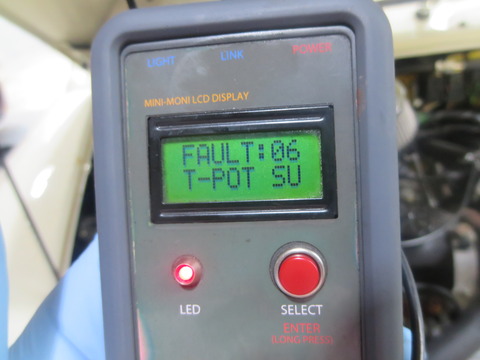 LIGHT LINK POWER
MINI-MONI LCD DISPLAY
FAULT:06
T-POT SU
LED SELECT
ENTER
(LONG PRESS)